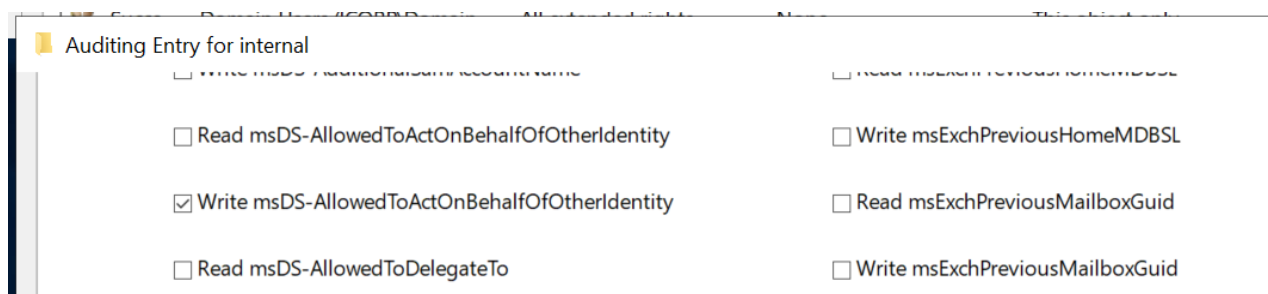 Auditing Entry for internal
Read msDS-AllowedToActOnBehalfOfOtherIdentity
Write msExchPreviousHomeMDBSL
Write msDS-AllowedToActOnBehalfOfOtherIdentity
Read msExchPreviousMailboxGuid
Read msDS-AllowedToDelegateTo
Write msExchPreviousMailboxGuid